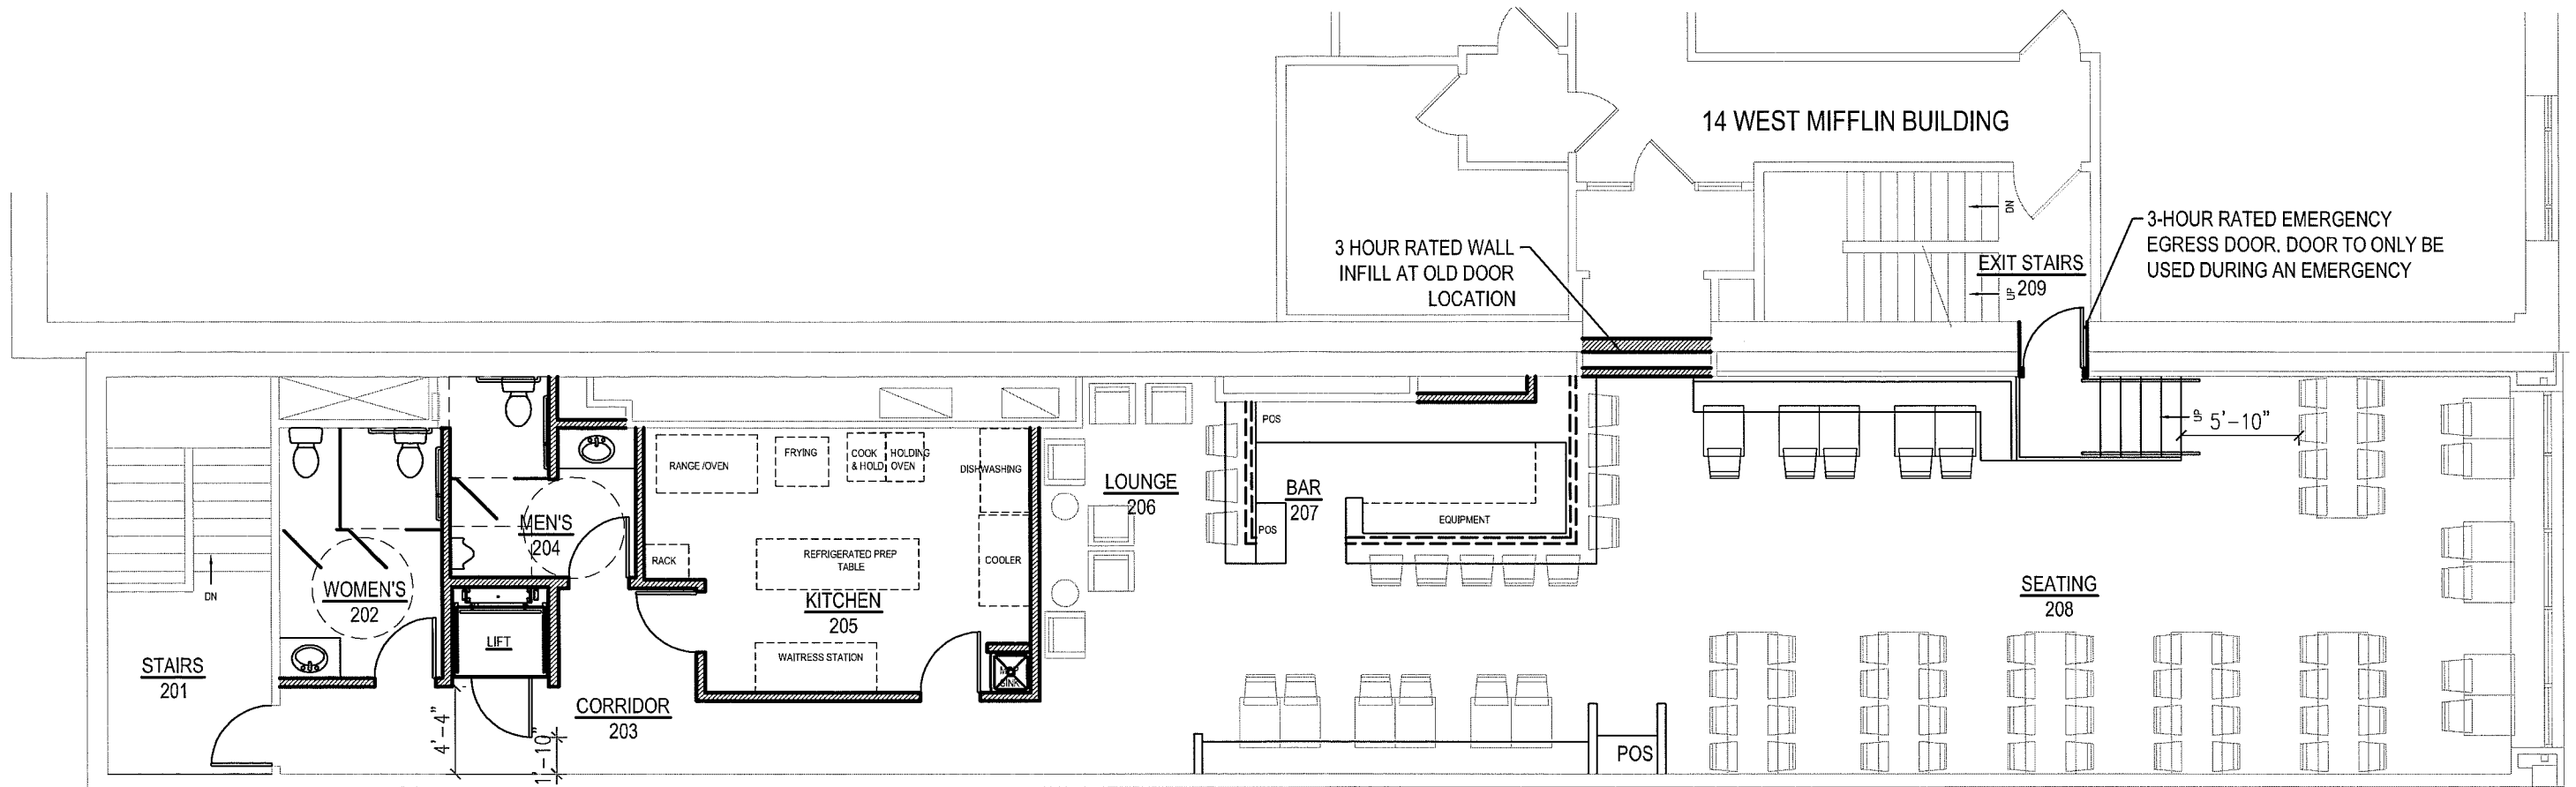 14 WEST MIFFLIN BUILDING
3 HOUR RATED WALL
INFILL AT OLD DOOR
LOCATION
DN
UP
EXIT STAIRS
209
3-HOUR RATED EMERGENCY
EGRESS DOOR. DOOR TO ONLY BE
USED DURING AN EMERGENCY
STAIRS
201
DN
WOMEN'S
202
MEN'S
204
LIFT
4'-4"
1'-10"
CORRIDOR
203
RANGE /OVEN
FRYING
COOK
& HOLD
HOLDING
OVEN
DISHWASHING
RACK
REFRIGERATED PREP
TABLE
COOLER
KITCHEN
205
WAITRESS STATION
MOP
SINK
LOUNGE
206
POS
BAR
207
POS
EQUIPMENT
UP
5'-10"
SEATING
208
POS